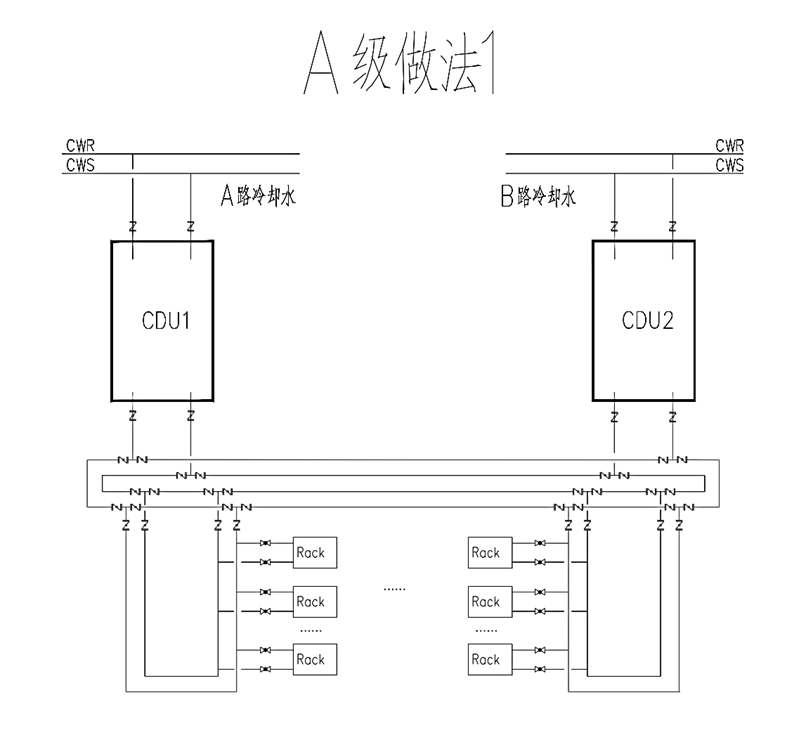 A级做法1
CWR
CWS
A路冷却水
CWR
CWS
B路冷却水
CDU1
CDU2
Rack
Rack
Rack
Rack
......
......
......
Rack
Rack